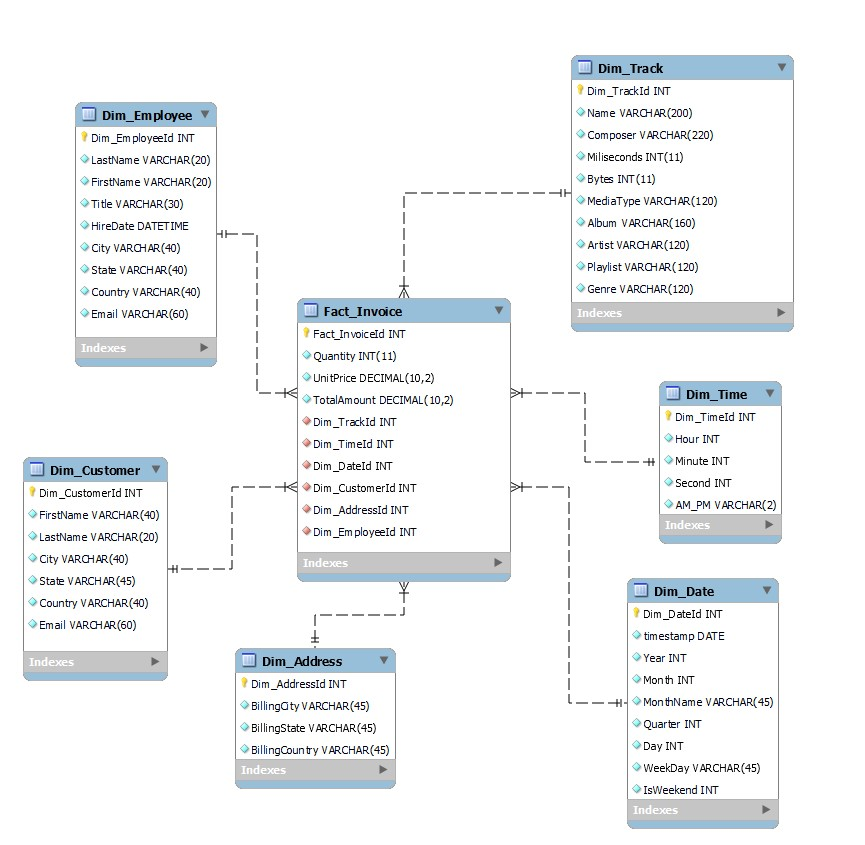 Dim_Track
Dim_TrackId INT
Name VARCHAR(200)
Composer VARCHAR(220)
Miliseconds INT(11)
Bytes INT(11)
MediaType VARCHAR(120)
Album VARCHAR(160)
Artist VARCHAR(120)
Playlist VARCHAR(120)
Genre VARCHAR(120)
Indexes
Dim_Employee
Dim_EmployeeId INT
LastName VARCHAR(20)
FirstName VARCHAR(20)
Title VARCHAR(30)
HireDate DATETIME
City VARCHAR(40)
State VARCHAR(40)
Country VARCHAR(40)
Email VARCHAR(60)
Indexes
Fact_Invoice
Fact_InvoiceId INT
Quantity INT(11)
UnitPrice DECIMAL(10,2)
TotalAmount DECIMAL(10,2)
Dim_TrackId INT
Dim_TimeId INT
Dim_DateId INT
Dim_CustomerId INT
Dim_AddressId INT
Dim_EmployeeId INT
Indexes
Dim_Time
Dim_TimeId INT
Hour INT
Minute INT
Second INT
AM_PM VARCHAR(2)
Indexes
Dim_Customer
Dim_CustomerId INT
FirstName VARCHAR(40)
LastName VARCHAR(20)
City VARCHAR(40)
State VARCHAR(45)
Country VARCHAR(40)
Email VARCHAR(60)
Indexes
Dim_Date
Dim_DateId INT
timestamp DATE
Year INT
Month INT
MonthName VARCHAR(45)
Quarter INT
Day INT
WeekDay VARCHAR(45)
IsWeekend INT
Indexes
Dim_Address
Dim_AddressId INT
BillingCity VARCHAR(45)
BillingState VARCHAR(45)
BillingCountry VARCHAR(45)
Indexes